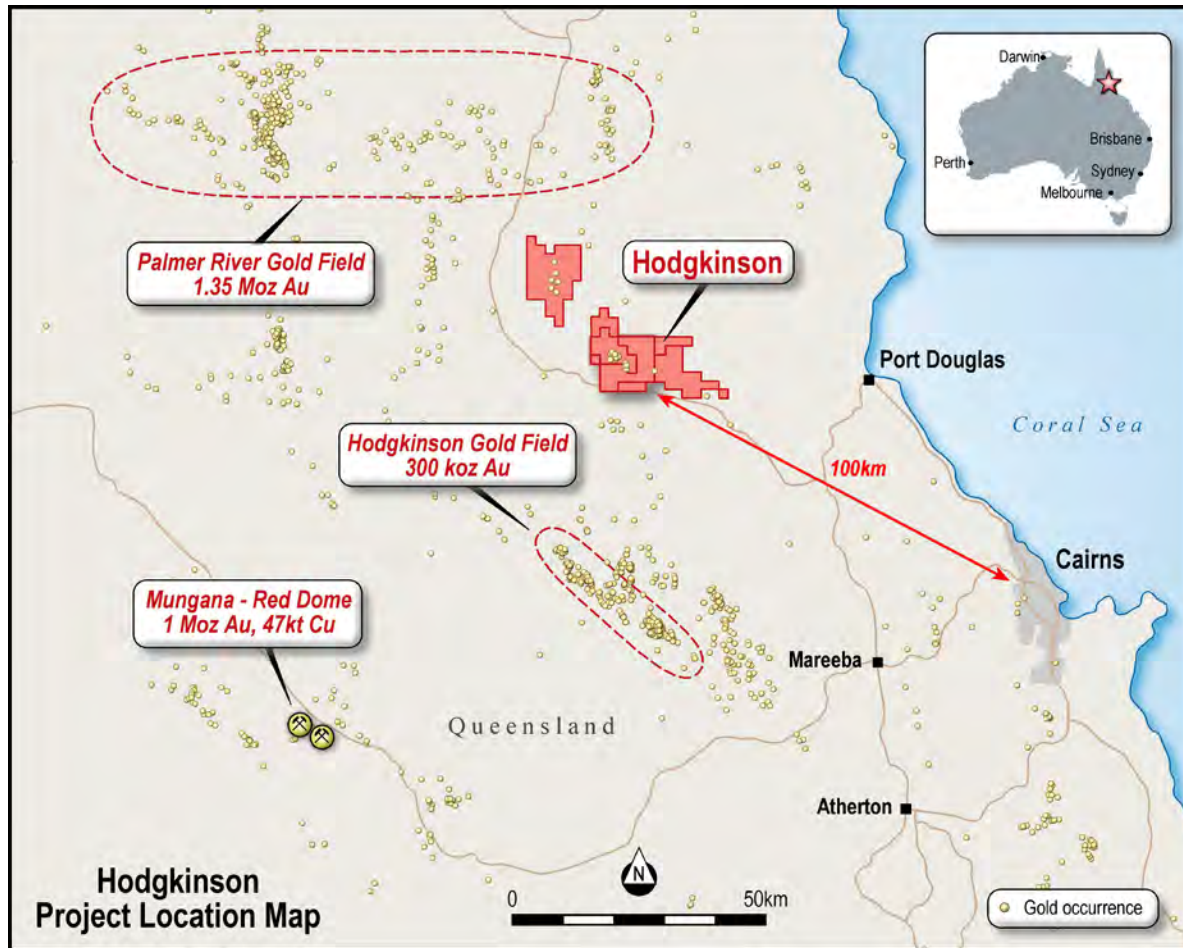 Darwin
Brisbane
Perth
Sydney
Melbourne
Palmer River Gold Field
1.35 Moz Au
Hodgkinson
Port Douglas
Coral Sea
Hodgkinson Gold Field
300 koz Au
100km
Cairns
Mungana - Red Dome
1 Moz Au, 47kt Cu
Mareeba
Queensland
Atherton
Hodgkinson
Project Location Map
N
0
50km
Gold occurrence